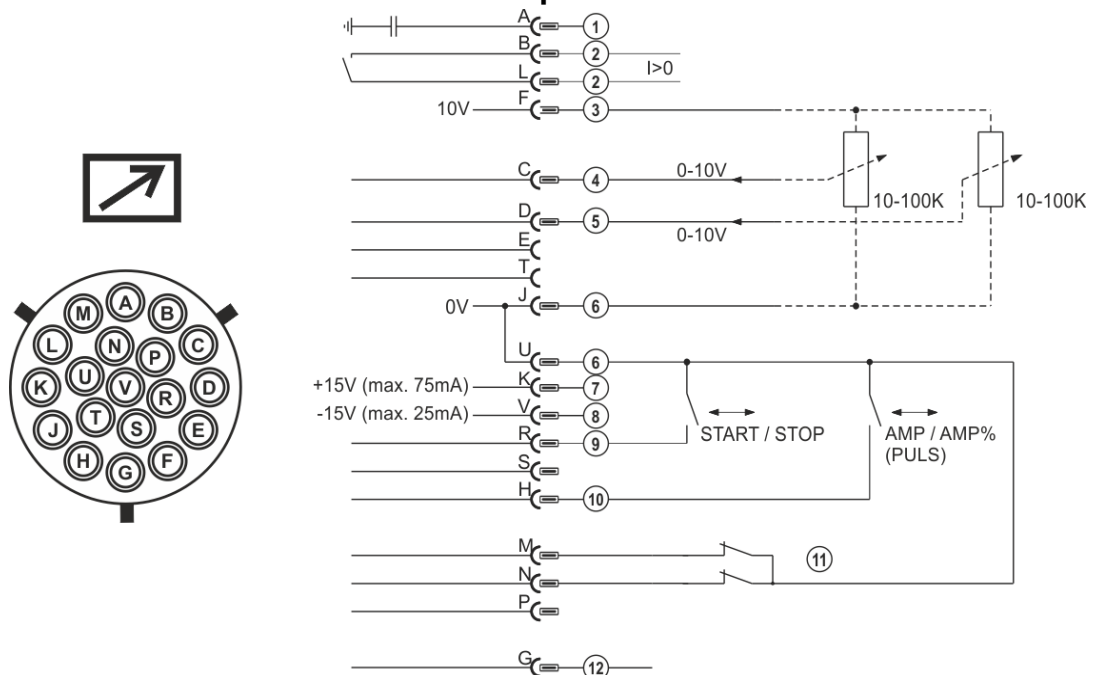 A 1
B 2
L 2 I>0
10V F 3
C 4 0-10V 10-100K 10-100K
D 5 0-10V
E
T
0V J 6
U 6
+15V (max. 75mA) K 7
-15V (max. 25mA) V 8
START / STOP AMP / AMP%
(PULS)
R 9
S
H 10
M 11
N
P
G 12
A
M B
L N P C
K U V R D
J T S E
H G F